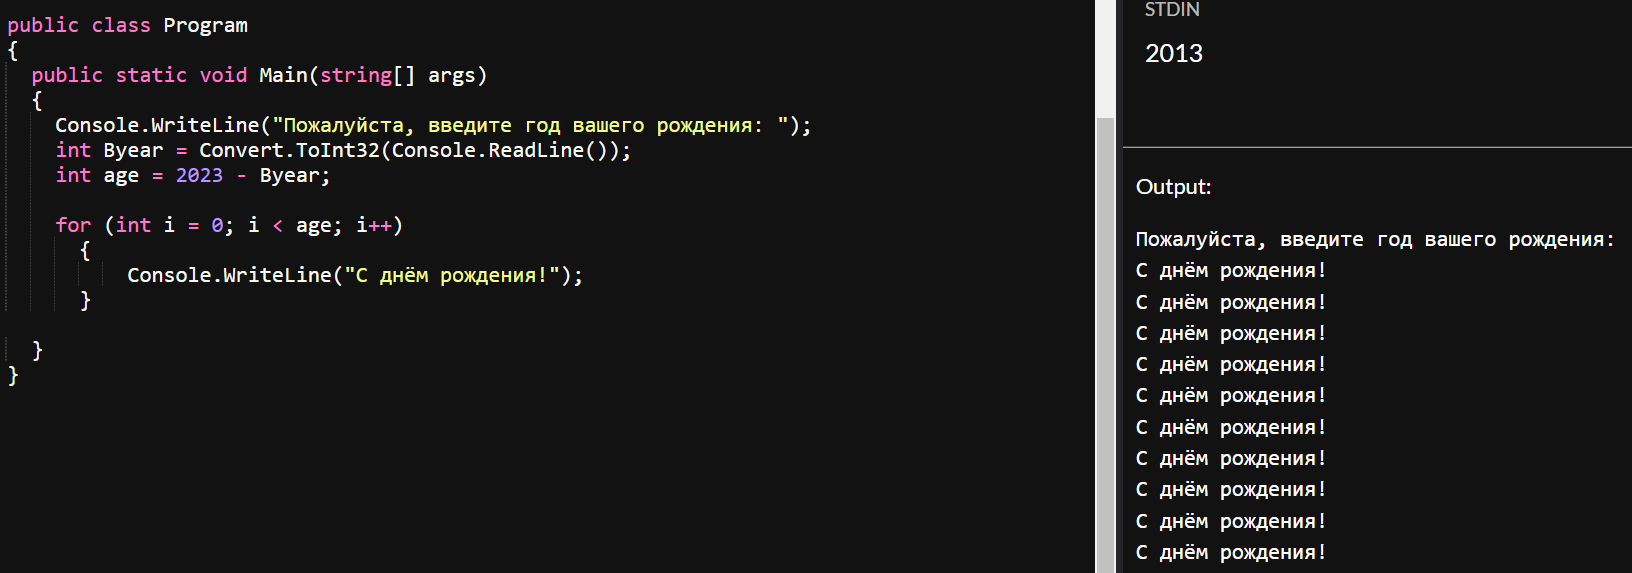 public class Program
{
public static void Main(string[] args)
{
Console.WriteLine("Пожалуйста, введите год вашего рождения: ");
int Byear = Convert.ToInt32(Console.ReadLine());
int age = 2023 - Byear;
for (int i = 0; i < age; i++)
{
Console.WriteLine("С днём рождения!");
}
}
}
STDIN
2013
Output:
Пожалуйста, введите год вашего рождения:
С днём рождения!
С днём рождения!
С днём рождения!
С днём рождения!
С днём рождения!
С днём рождения!
С днём рождения!
С днём рождения!
С днём рождения!
С днём рождения!